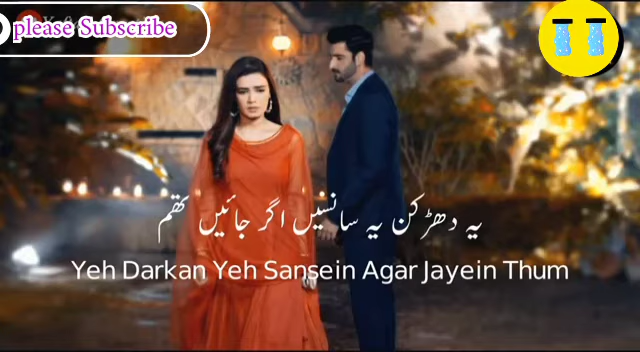 please Subscribe
یہ دھڑکن یہ سانسیں اگر جائیں تھم
Yeh Darkan Yeh Sansein Agar Jayein Thum